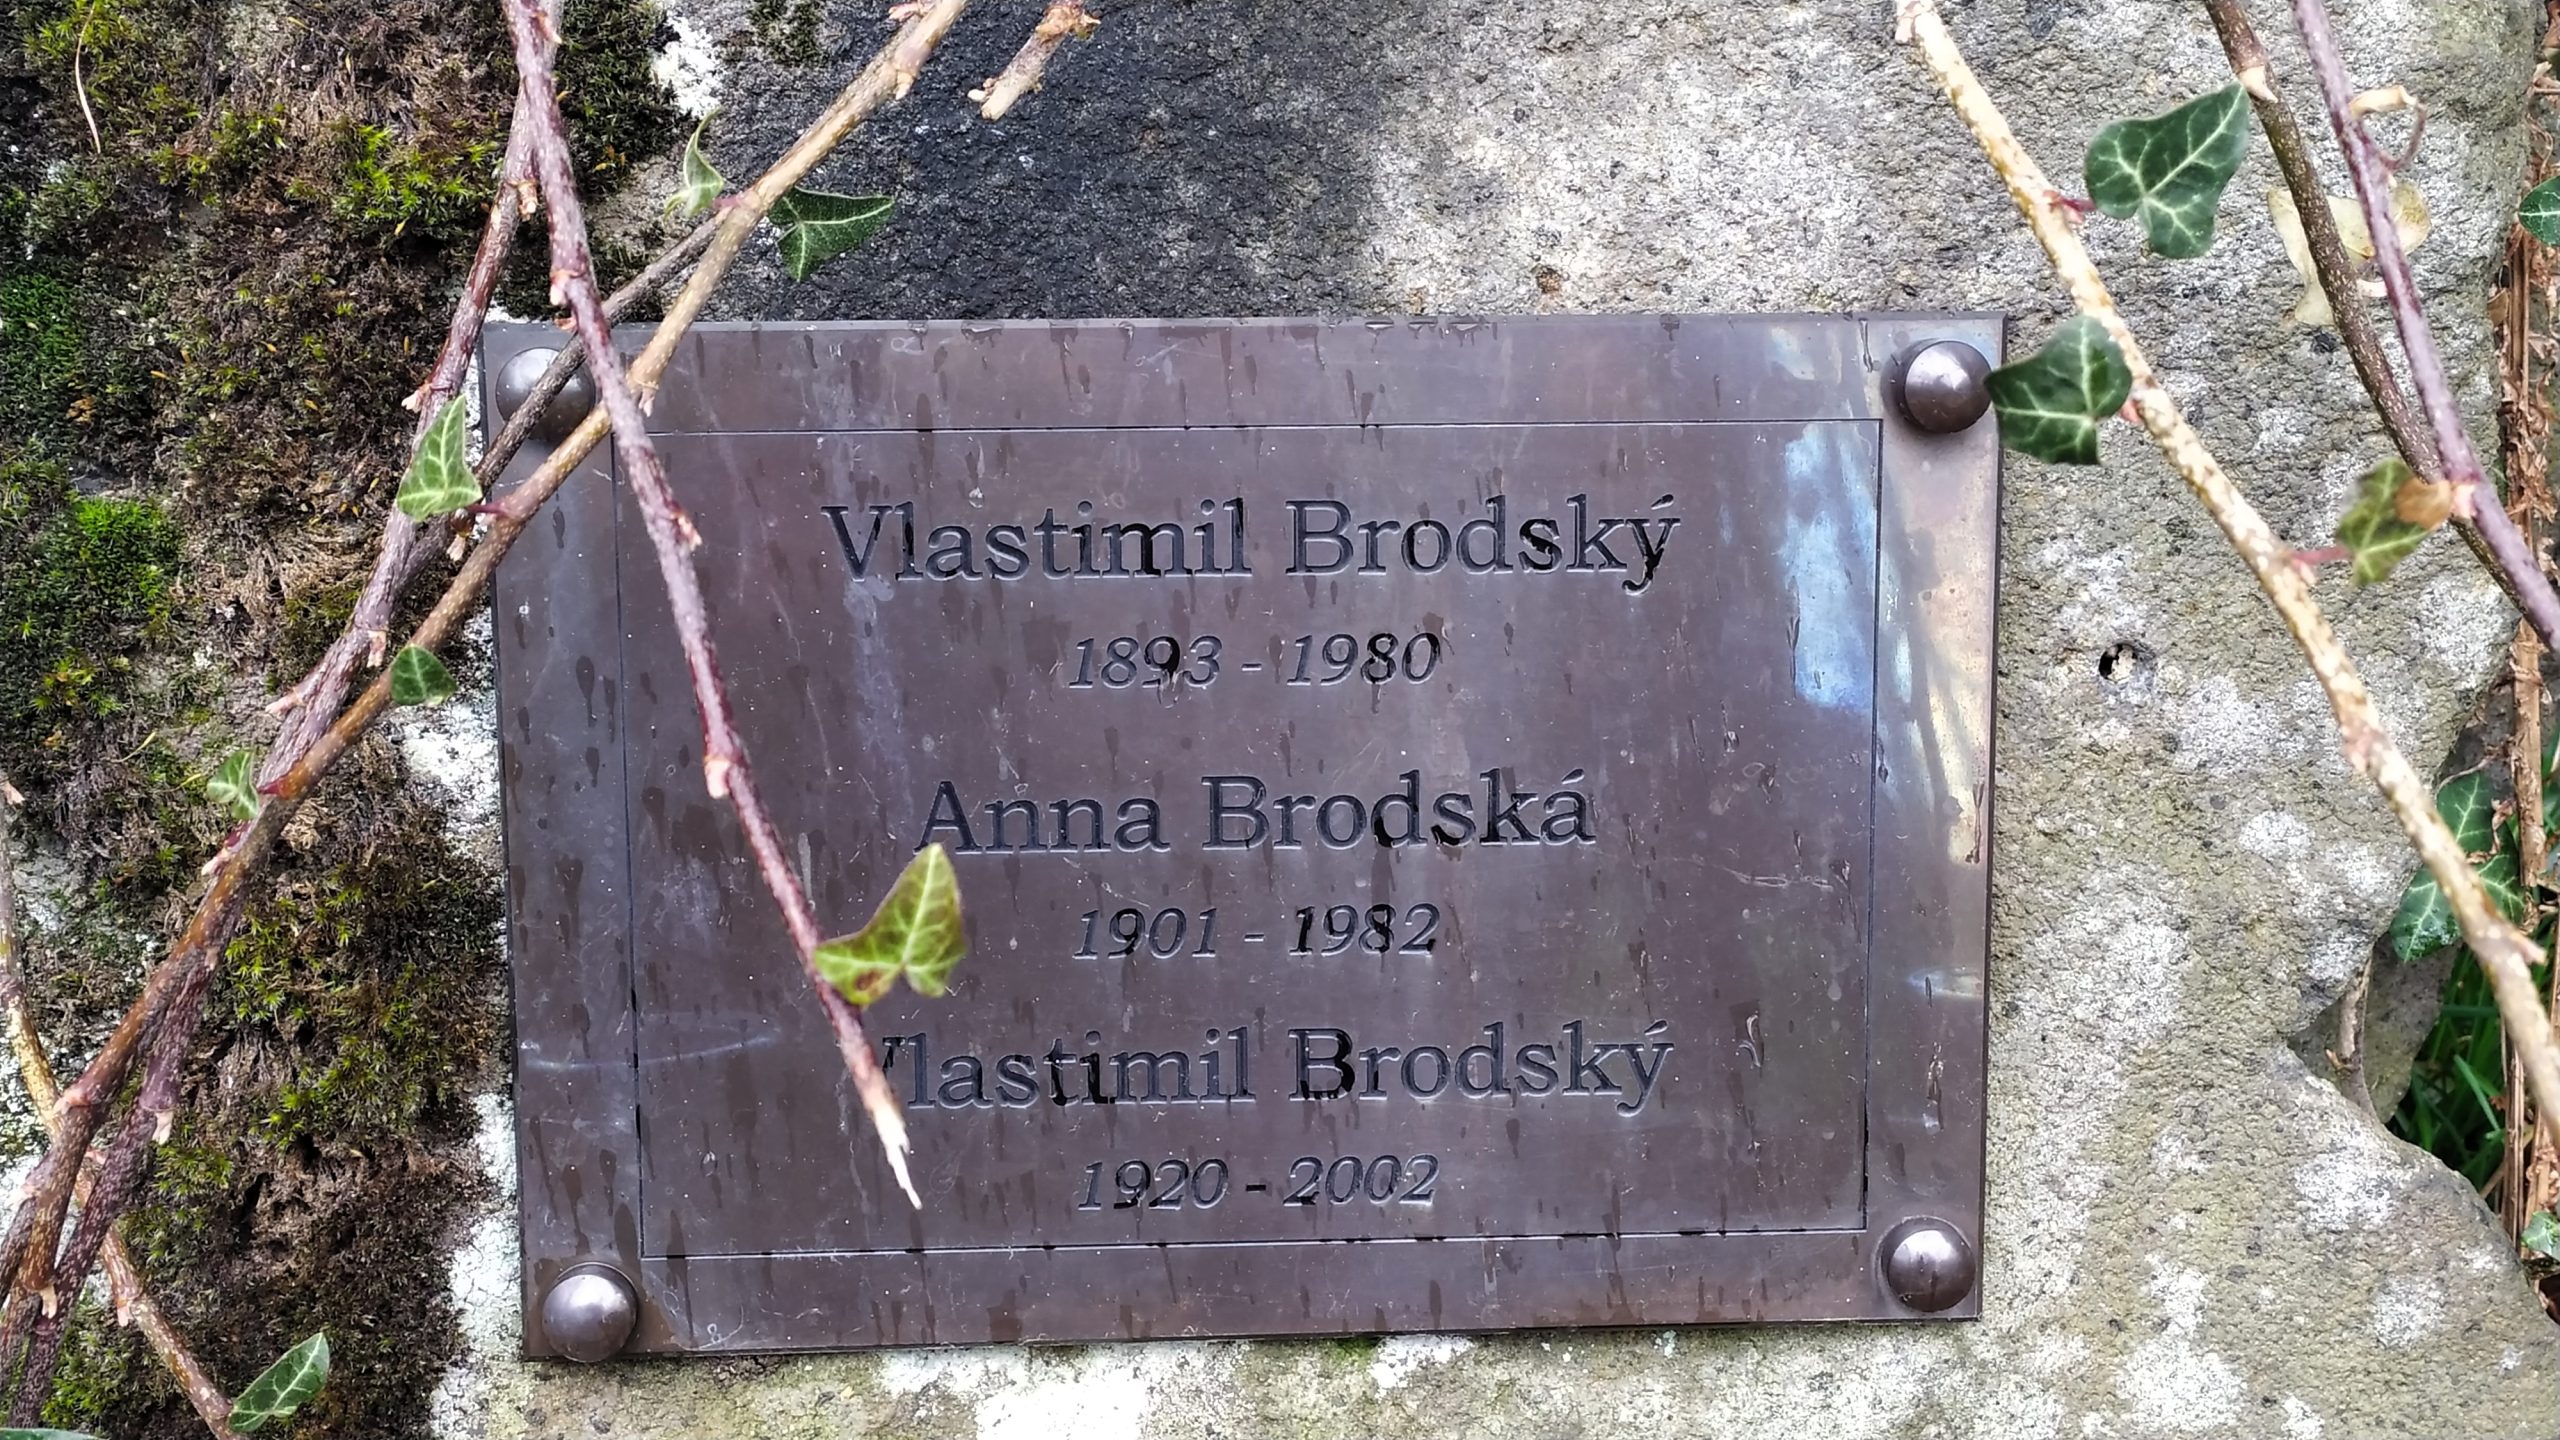 Vlastimil Brodský
1893 - 1980
Anna Brodská
1901 - 1982
Vlastimil Brodský
1920 - 2002